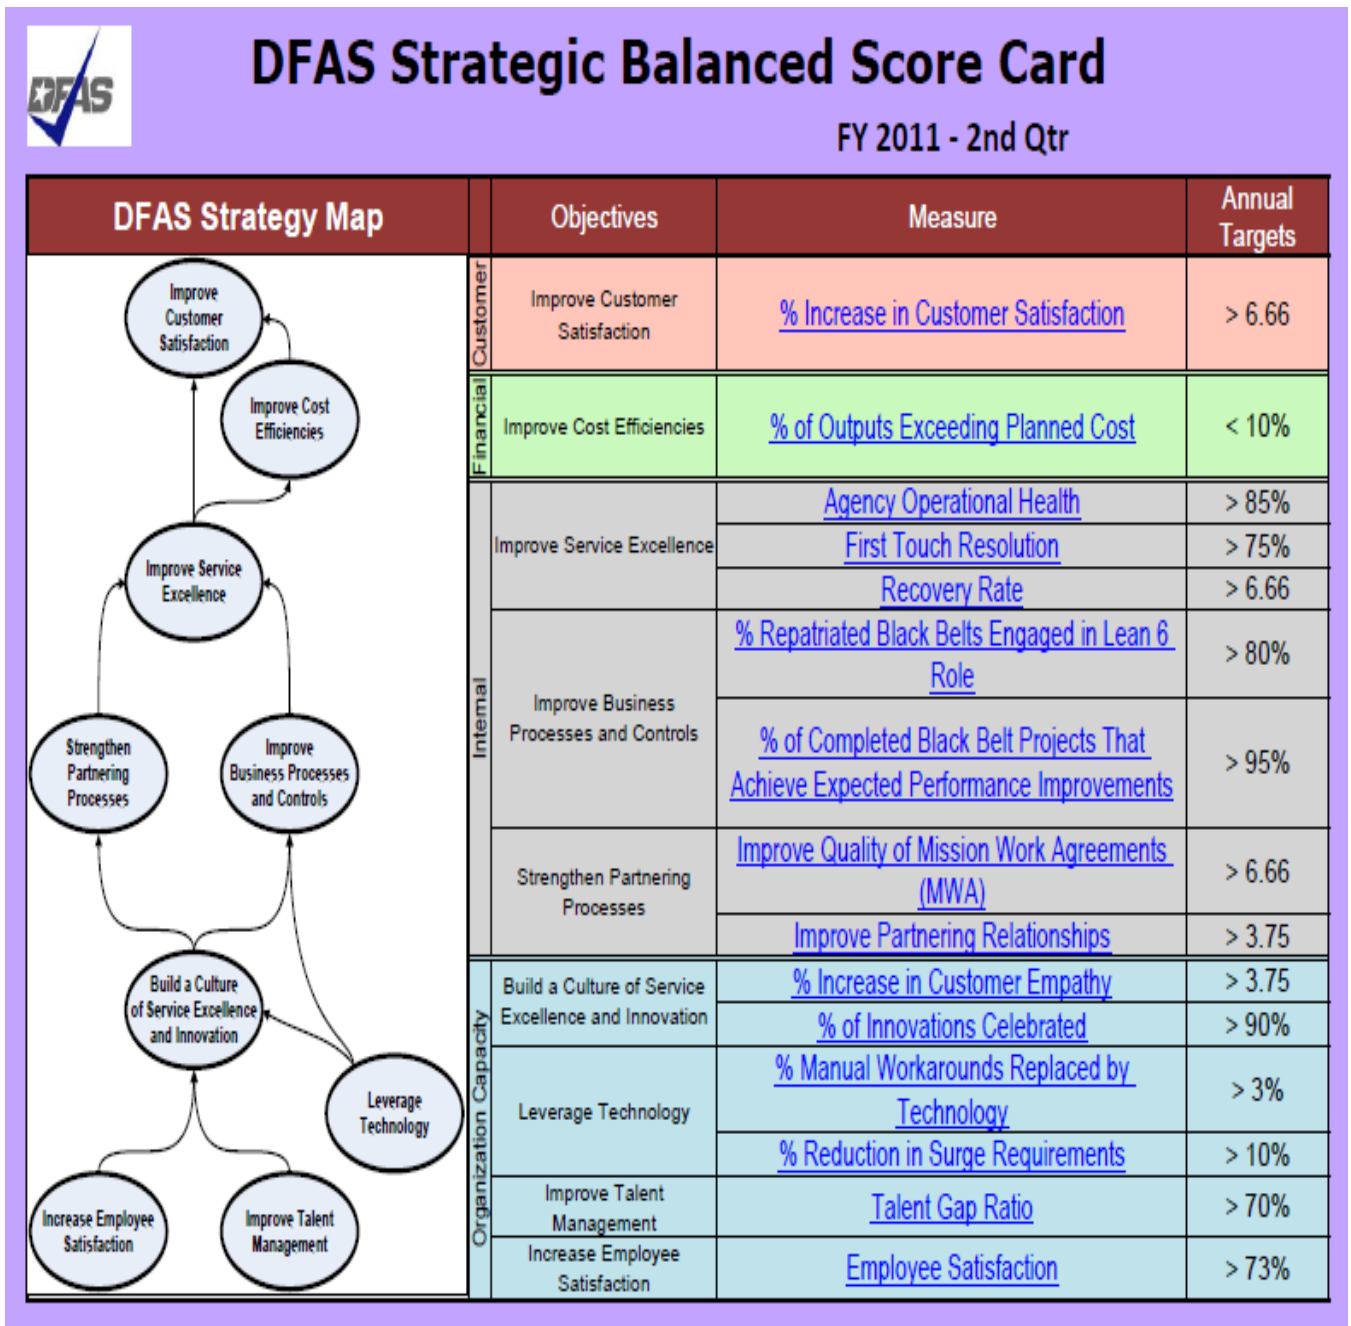 DFAS
DFAS Strategic Balanced Score Card
FY 2011 - 2nd Qtr
DFAS Strategy Map
Objectives
Measure
Annual
Targets
Improve
Customer
Satisfaction
Improve Cost
Efficiencies
Improve Service
Excellence
Strengthen
Partnering
Processes
Improve
Business Processes
and Controls
Build a Culture
of Service Excellence
and Innovation
Leverage
Technology
Increase Employee
Satisfaction
Improve Talent
Management
Customer
Improve Customer
Satisfaction
% Increase in Customer Satisfaction
> 6.66
Financial
Improve Cost Efficiencies
% of Outputs Exceeding Planned Cost
< 10%
Internal
Improve Service Excellence
Agency Operational Health
> 85%
First Touch Resolution
> 75%
Recovery Rate
> 6.66
Improve Business
Processes and Controls
% Repatriated Black Belts Engaged in Lean 6
Role
> 80%
% of Completed Black Belt Projects That
Achieve Expected Performance Improvements
> 95%
Strengthen Partnering
Processes
Improve Quality of Mission Work Agreements
(MWA)
> 6.66
Improve Partnering Relationships
> 3.75
Organization Capacity
Build a Culture of Service
Excellence and Innovation
% Increase in Customer Empathy
> 3.75
% of Innovations Celebrated
> 90%
Leverage Technology
% Manual Workarounds Replaced by
Technology
> 3%
% Reduction in Surge Requirements
> 10%
Improve Talent
Management
Talent Gap Ratio
> 70%
Increase Employee
Satisfaction
Employee Satisfaction
> 73%